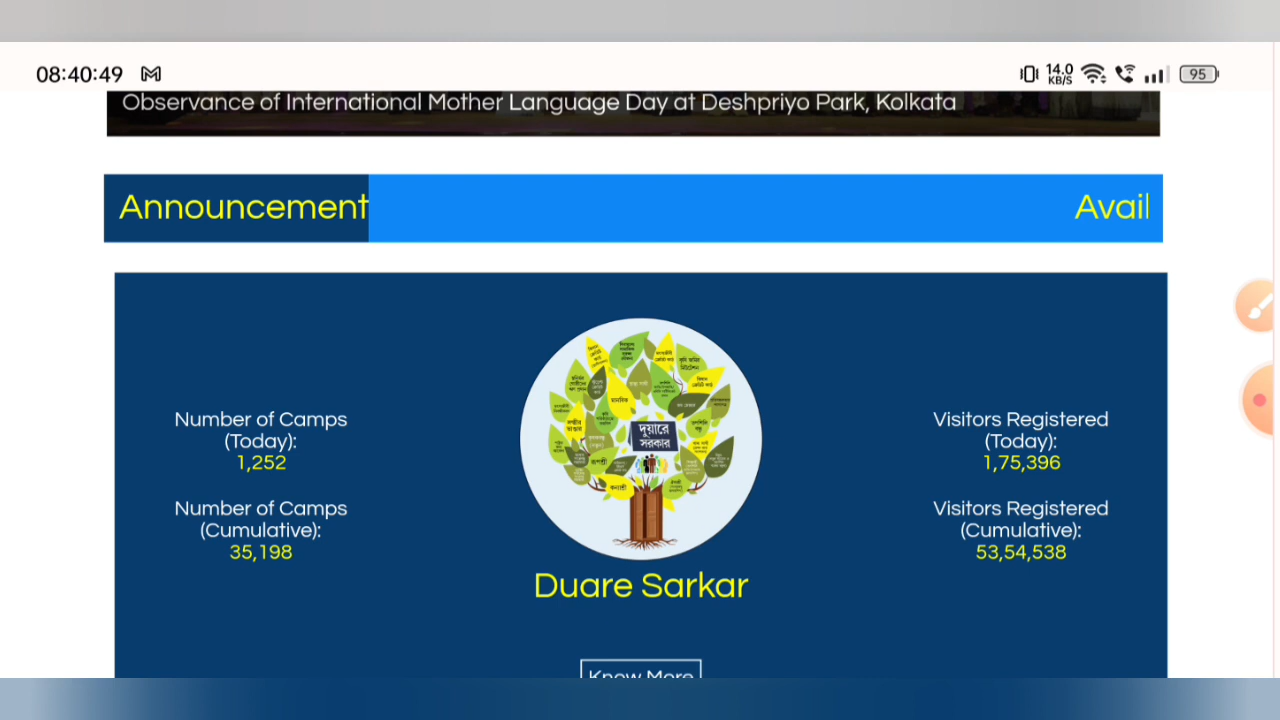 08:40:49
14.0
KB/S
95
Observance of International Mother Language Day at Deshpriyo Park, Kolkata
Announcement
Avail
Number of Camps
(Today):
1,252
Number of Camps
(Cumulative):
35,198
দুয়ারে
সরকার
Duare Sarkar
Visitors Registered
(Today):
1,75,396
Visitors Registered
(Cumulative):
53,54,538
Know More